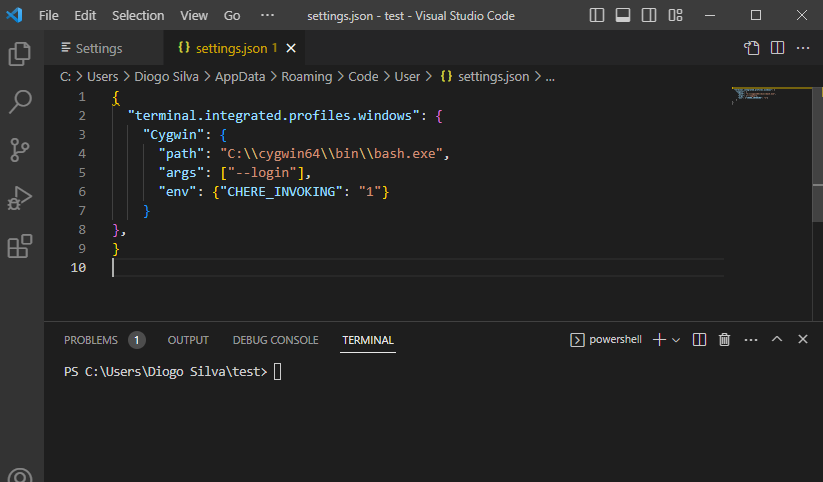 File Edit Selection View Go ··· settings.json - test - Visual Studio Code
Settings {} settings.json 1
C: > Users > Diogo Silva > AppData > Roaming > Code > User > {} settings.json > ...
1 {
2 "terminal.integrated.profiles.windows": {
3 "Cygwin": {
4 "path": "C:\\cygwin64\\bin\\bash.exe",
5 "args": ["--login"],
6 "env": {"CHERE_INVOKING": "1"}
7 }
8 },
9 }
10
PROBLEMS 1 OUTPUT DEBUG CONSOLE TERMINAL powershell
PS C:\Users\Diogo Silva\test>